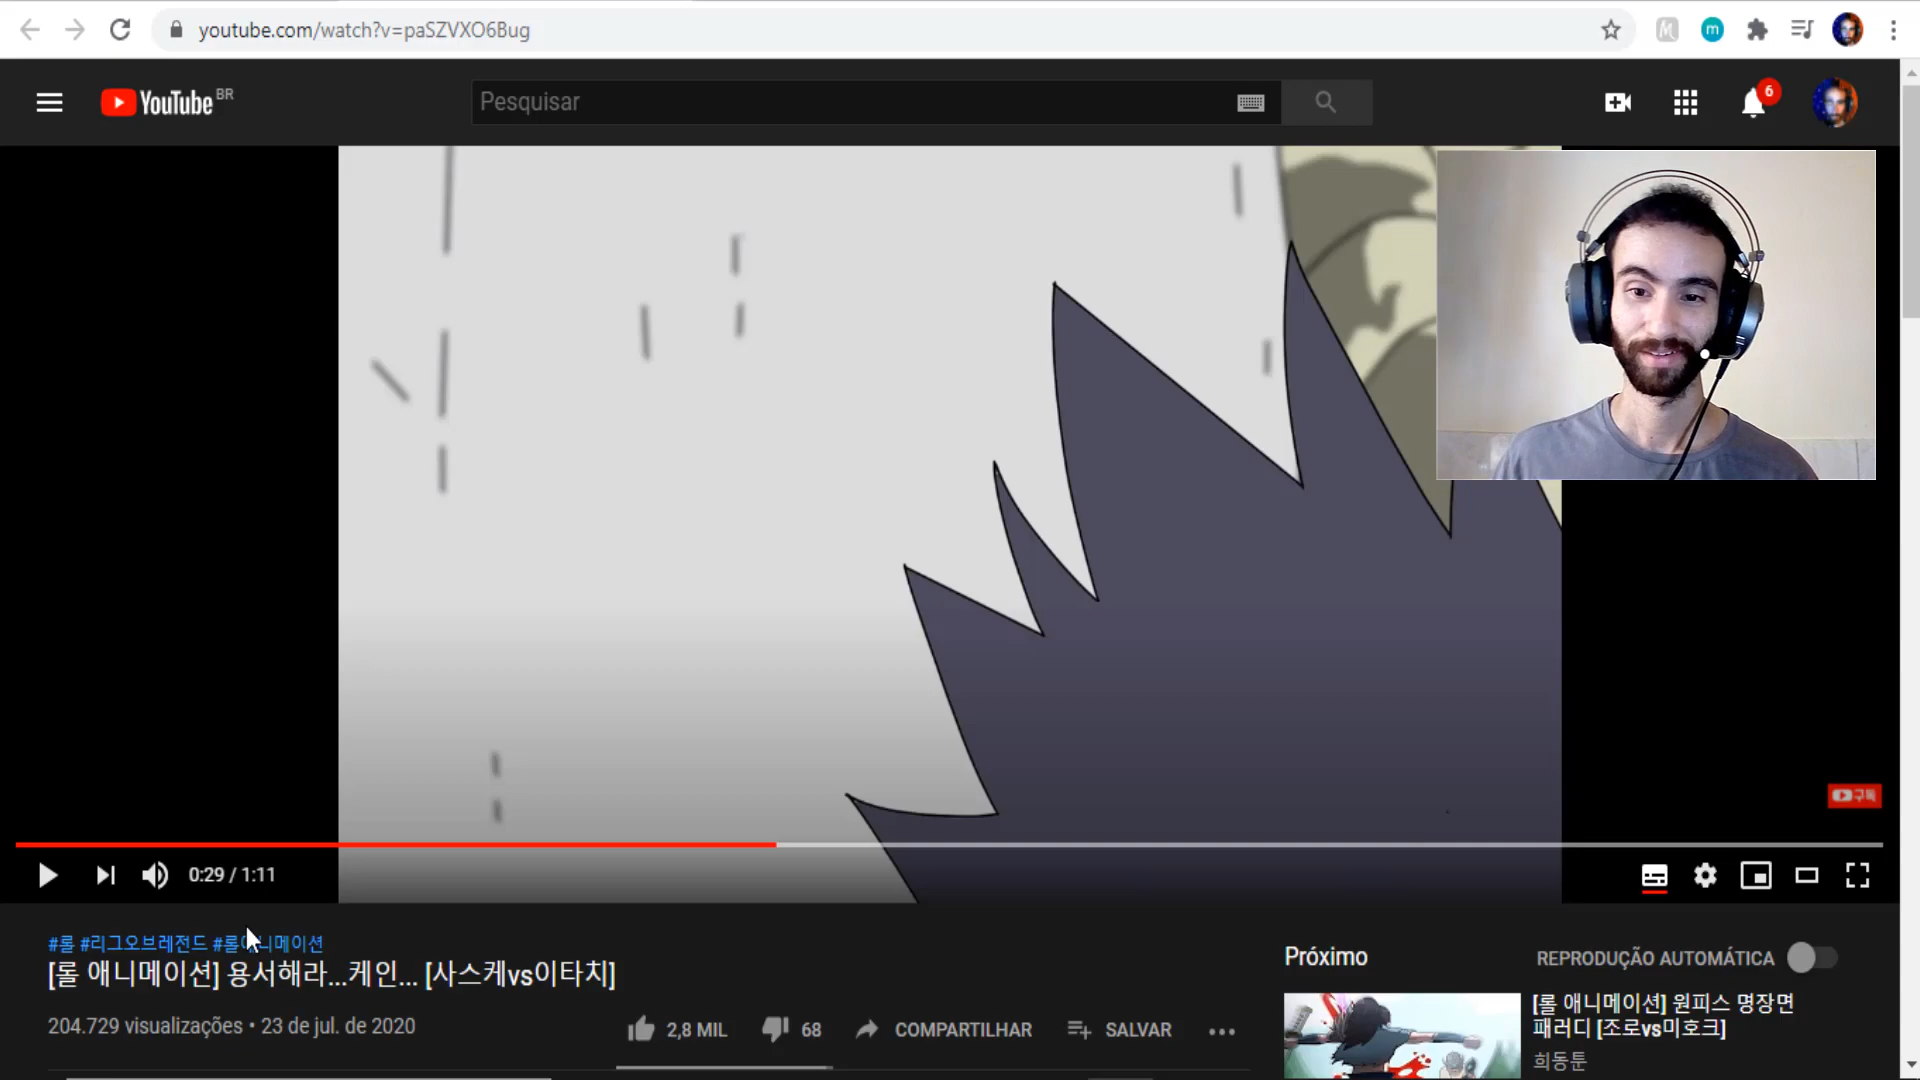 youtube.com/watch?v=paSZVXO6Bug
YouTube BR
Pesquisar
6
구독
0:29 / 1:11
#롤 #리그오브레전드 #롤애니메이션
[롤 애니메이션] 용서해라...케인... [사스케vs이타치]
204.729 visualizações • 23 de jul. de 2020
2,8 MIL
68
COMPARTILHAR
SALVAR
Próximo
REPRODUÇÃO AUTOMÁTICA
[롤 애니메이션] 원피스 명장면
패러디 [조로vs미호크]
희동툰